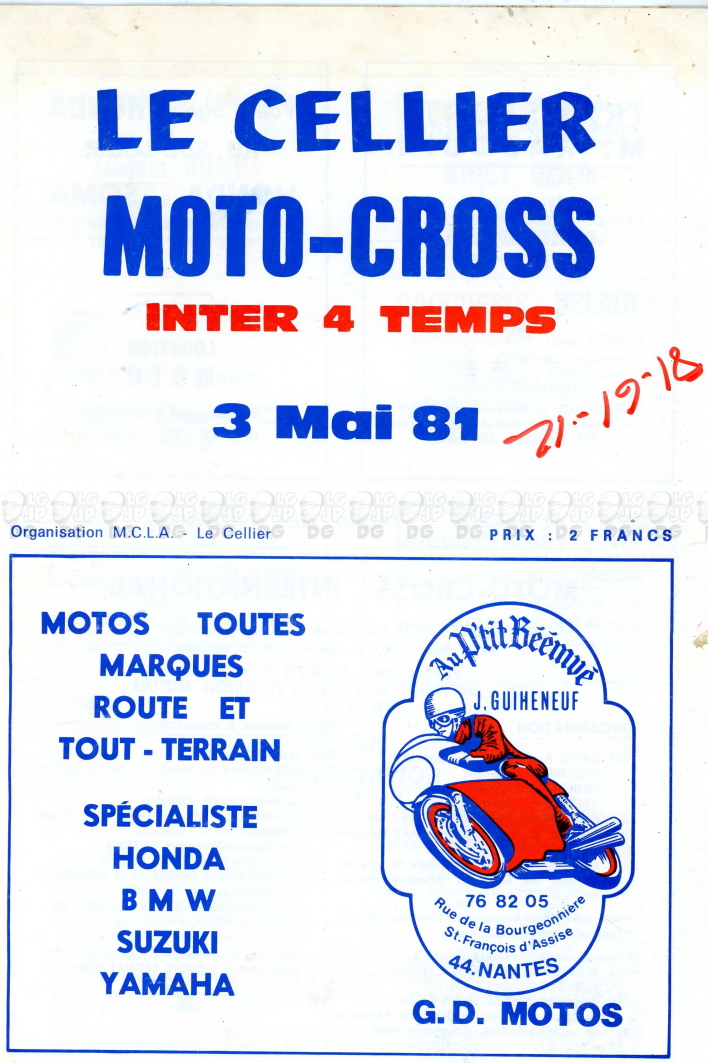 LE CELLIER
MOTO-CROSS
INTER 4 TEMPS
3 Mai 81
21-19-18
Organisation M.C.L.A. - Le Cellier
PRIX : 2 FRANCS
MOTOS TOUTES
MARQUES
ROUTE ET
TOUT - TERRAIN
SPÉCIALISTE
HONDA
B M W
SUZUKI
YAMAHA
Au P'tit Béémvé
J. GUIHENEUF
76 82 05
Rue de la Bourgeonnière
St. François d'Assise
44. NANTES
G. D. MOTOS